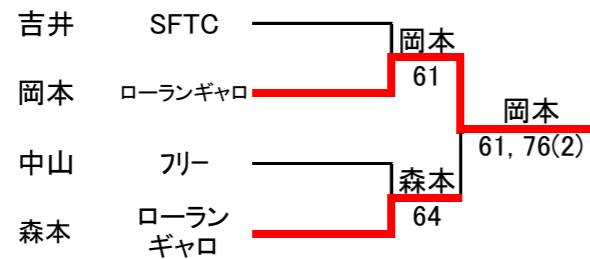 吉井 SFTC
岡本
61
岡本 ローランギャロ
岡本
61, 76(2)
中山 フリー
森本
64
森本 ローラン
ギャロ